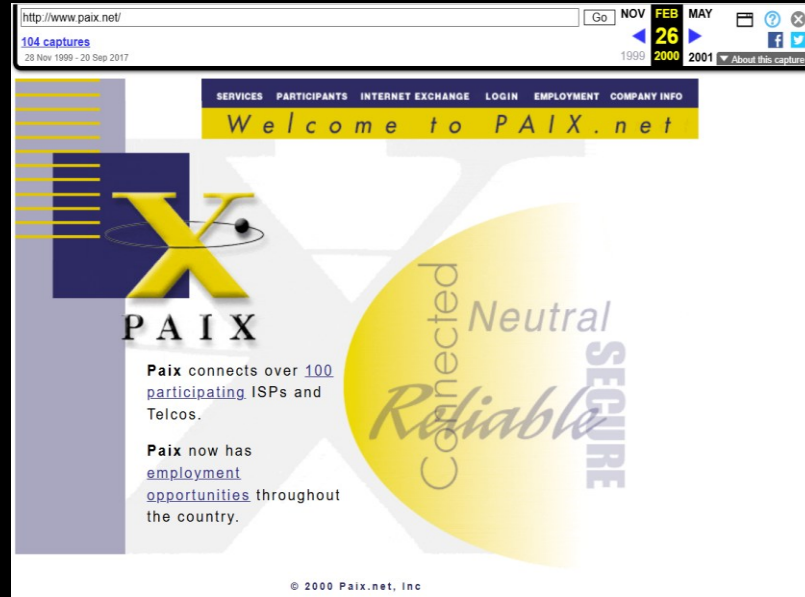 http://www.paix.net/
Go
NOV FEB MAY
104 captures
26
28 Nov 1999 - 20 Sep 2017
1999 2000 2001
▼ About this capture
SERVICES PARTICIPANTS INTERNET EXCHANGE LOGIN EMPLOYMENT COMPANY INFO
Welcome to PAIX.net
X
PAIX
Connected
Neutral
Reliable
SECURE
Paix connects over 100
participating ISPs and
Telcos.
Paix now has
employment
opportunities throughout
the country.
© 2000 Paix.net, Inc